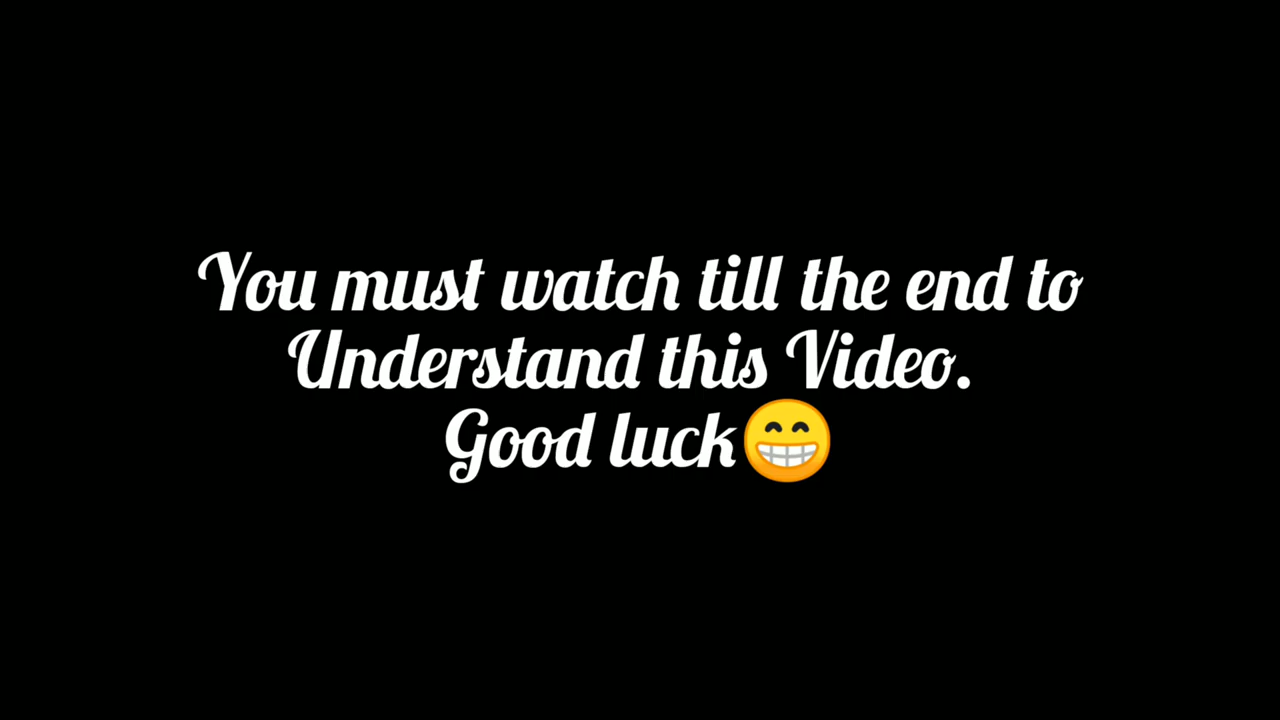 You must watch till the end to
Understand this Video.
Good luck😁